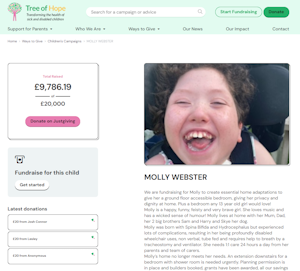 Tree of Hope
Transforming the health of
sick and disabled children
Search for a campaign or advice
Start Fundraising
Donate
Support for Parents
Who We Are
Ways to Give
Our News
Our Impact
Contact
Home
Ways to Give
Children's Campaigns
MOLLY WEBSTER
Total Raised
£9,786.19
of
£20,000
Donate on JustGiving
Fundraise for this child
Get started
Latest donations
£20 from
£20 from
£20 from Anonymous
MOLLY WEBSTER
We are fundraising for Molly to create essential home adaptations to
give her a ground floor accessible bedroom, giving her privacy and
dignity at home. Plus a bedroom any 13 year old girl would love!
Molly is a happy, funny, feisty and very brave girl. She loves music and
has a wicked sense of humour! Molly lives at home with her Mum, Dad,
her 2 big brothers Sam and Harry and Skye her dog.
Molly was born with Spina Bifida and Hydrocephalus but experienced
lots of complications, resulting in her being profoundly disabled
wheelchair user, non verbal, tube fed and requires help to breath by a
tracheostomy and ventilator. She needs 1:1 care 24 hours a day from her
parents and team of carers.
Molly's home no longer meets her needs. An extension downstairs for a
bedroom with shower room is needed urgently. Planning permission is
in place and builders booked, grants have been awarded, all our savings